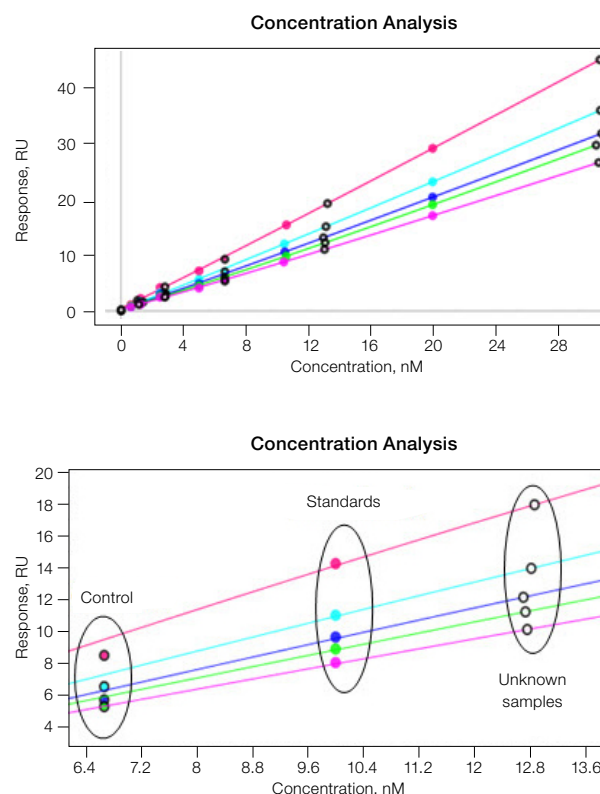 Concentration Analysis
Response, RU
40
30
20
10
0
0 4 8 12 16 20 24 28
Concentration, nM
Concentration Analysis
Response, RU
20
18
16
14
12
10
8
6
4
Control
Standards
Unknown
samples
6.4 7.2 8 8.8 9.6 10.4 11.2 12 12.8 13.6
Concentration, nM